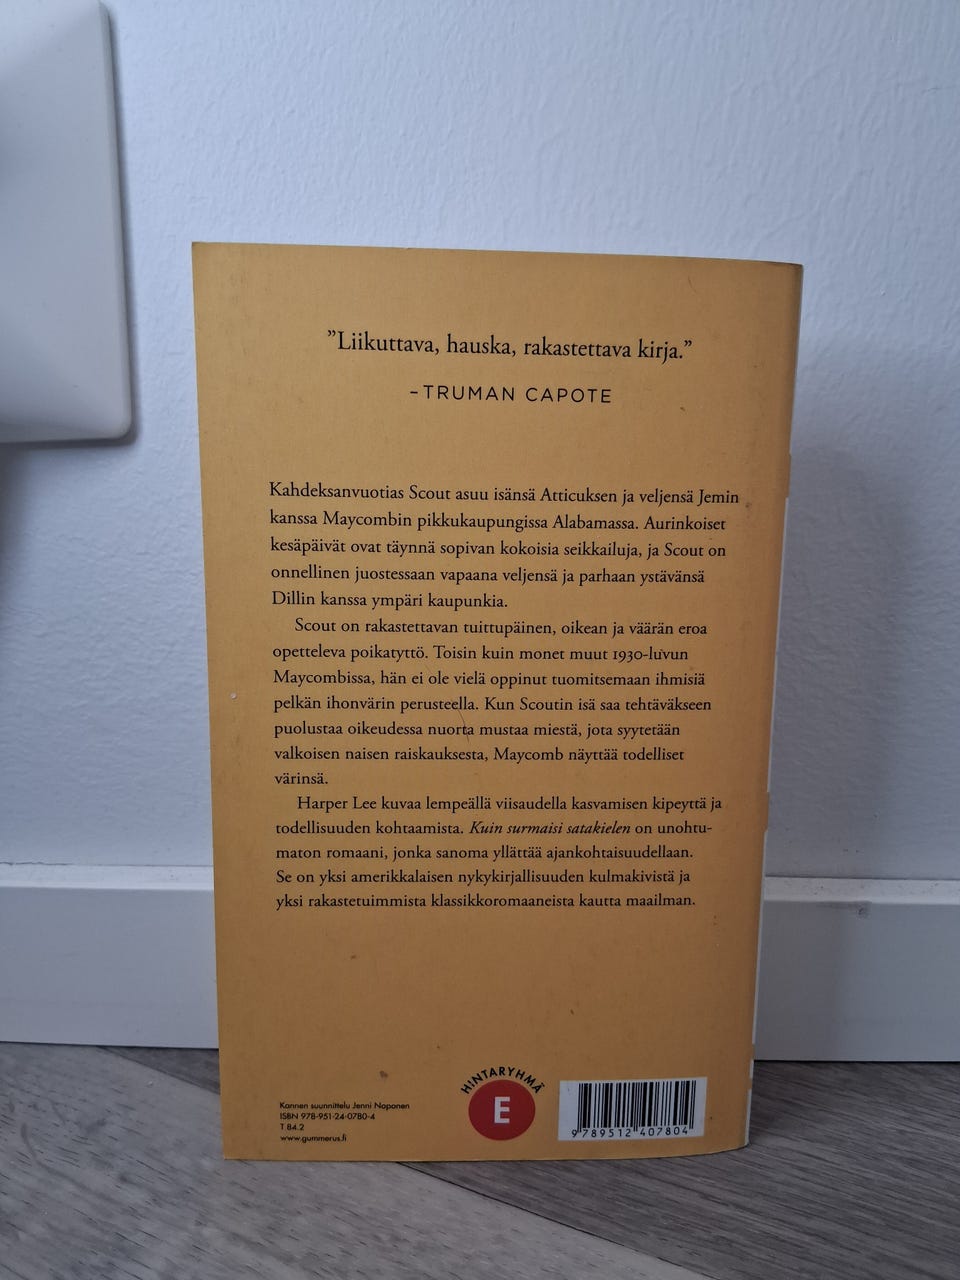 ”Liikuttava, hauska, rakastettava kirja.”
–TRUMAN CAPOTE
Kahdeksanvuotias Scout asuu isänsä Atticuksen ja veljensä Jemin
kanssa Maycombin pikkukaupungissa Alabamassa. Aurinkoiset
kesäpäivät ovat täynnä sopivan kokoisia seikkailuja, ja Scout on
onnellinen juostessaan vapaana veljensä ja parhaan ystävänsä
Dillin kanssa ympäri kaupunkia.
Scout on rakastettavan tuittupäinen, oikean ja väärän eroa
opetteleva poikatyttö. Toisin kuin monet muut 1930-luvun
Maycombissa, hän ei ole vielä oppinut tuomitsemaan ihmisiä
pelkän ihonvärin perusteella. Kun Scoutin isä saa tehtäväkseen
puolustaa oikeudessa nuorta mustaa miestä, jota syytetään
valkoisen naisen raiskauksesta, Maycomb näyttää todelliset
värinsä.
Harper Lee kuvaa lempeällä viisaudella kasvamisen kipeyttä ja
todellisuuden kohtaamista. Kuin surmaisi satakielen on unohtu-
maton romaani, jonka sanoma yllättää ajankohtaisuudellaan.
Se on yksi amerikkalaisen nykykirjallisuuden kulmakivistä ja
yksi rakastetuimmista klassikkoromaaneista kautta maailman.
Kannen suunnittelu Jenni Noponen
ISBN 978-951-24-0780-4
T 84.2
www.gummerus.fi
HINTARYHMÄ
E
9 789512 407804